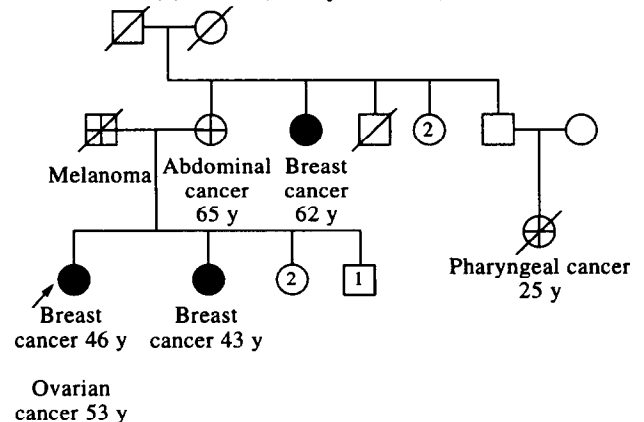 2
Melanoma
Abdominal
cancer
65 y
Breast
cancer
62 y
Pharyngeal cancer
25 y
2
1
Breast
cancer 46 y
Breast
cancer 43 y
Ovarian
cancer 53 y